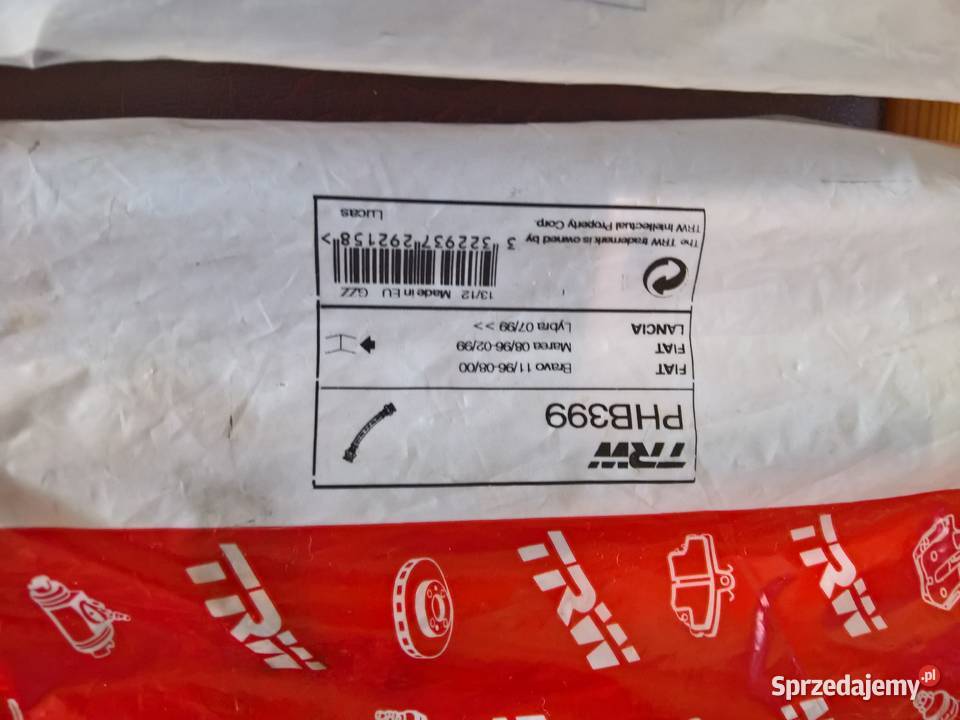 TRW
PHB399
FIAT Bravo 11/96-08/00
FIAT Marea 08/96-02/99
LANCIA Lybra 07/99 >>
13/12 Made in EU GZZ
3 322937 292158 >
The TRW trademark is owned by
TRW Intellectual Property Corp.
Lucas
TRW
TRW
TRW
Sprzedajemy.pl